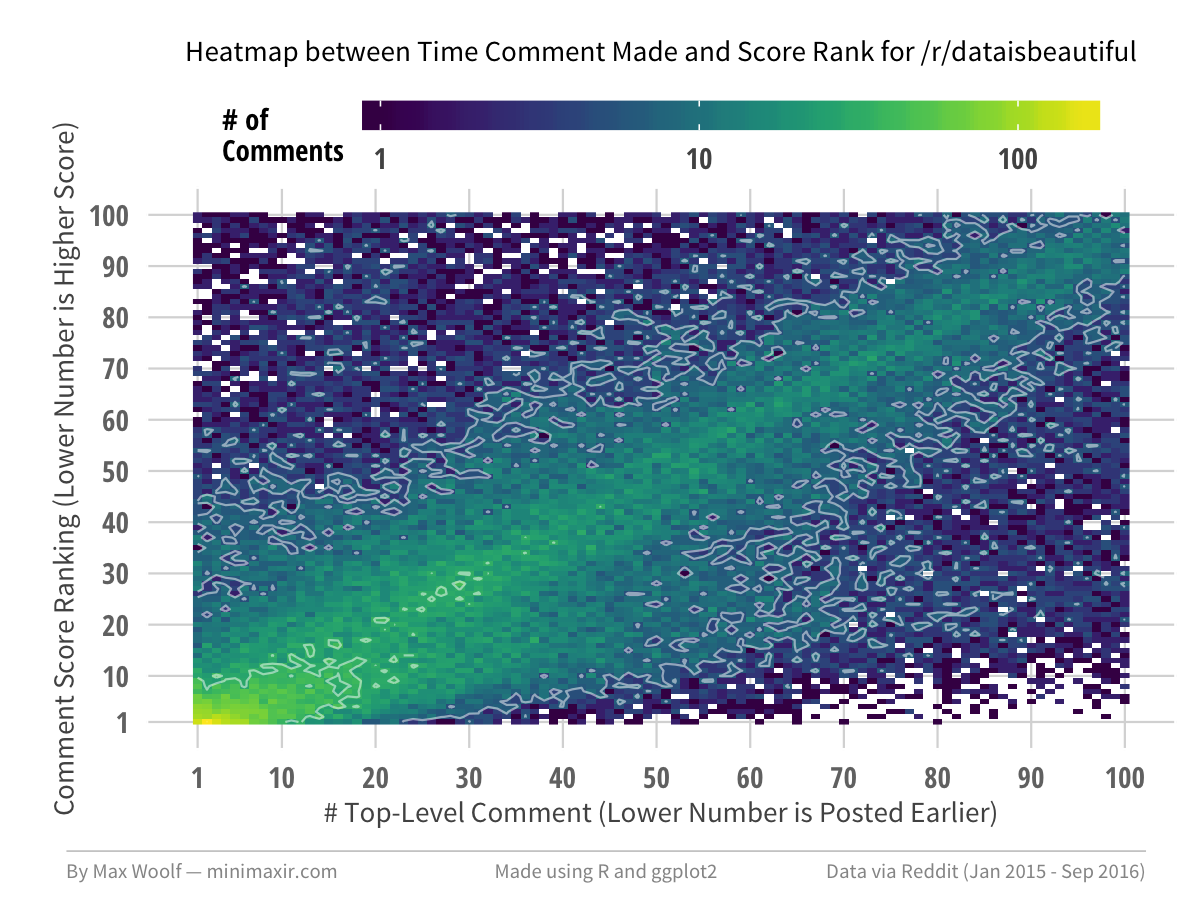 Heatmap between Time Comment Made and Score Rank for /r/dataisbeautiful
# of
Comments
1 10 100
Comment Score Ranking (Lower Number is Higher Score)
100
90
80
70
60
50
40
30
20
10
1
1 10 20 30 40 50 60 70 80 90 100
# Top-Level Comment (Lower Number is Posted Earlier)
By Max Woolf — minimaxir.com Made using R and ggplot2 Data via Reddit (Jan 2015 - Sep 2016)